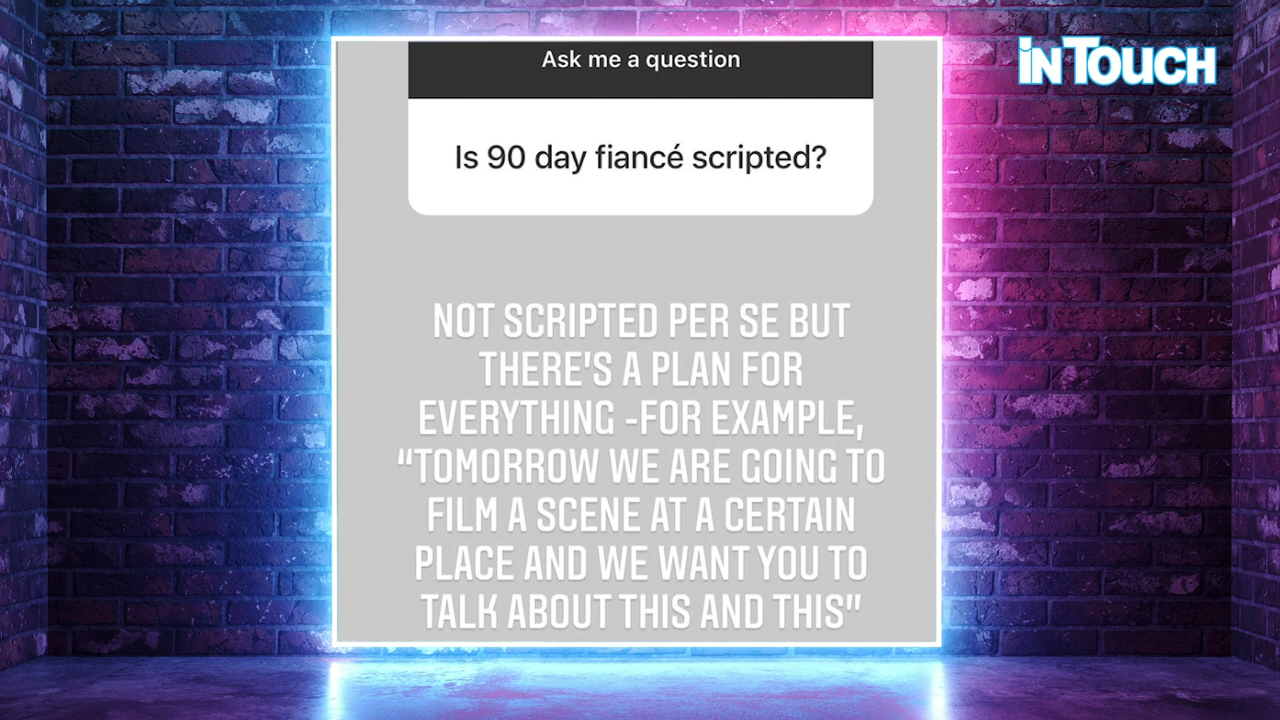 Ask me a question
INTOUCH
Is 90 day fiancé scripted?
NOT SCRIPTED PER SE BUT
THERE'S A PLAN FOR
EVERYTHING -FOR EXAMPLE,
“TOMORROW WE ARE GOING TO
FILM A SCENE AT A CERTAIN
PLACE AND WE WANT YOU TO
TALK ABOUT THIS AND THIS”